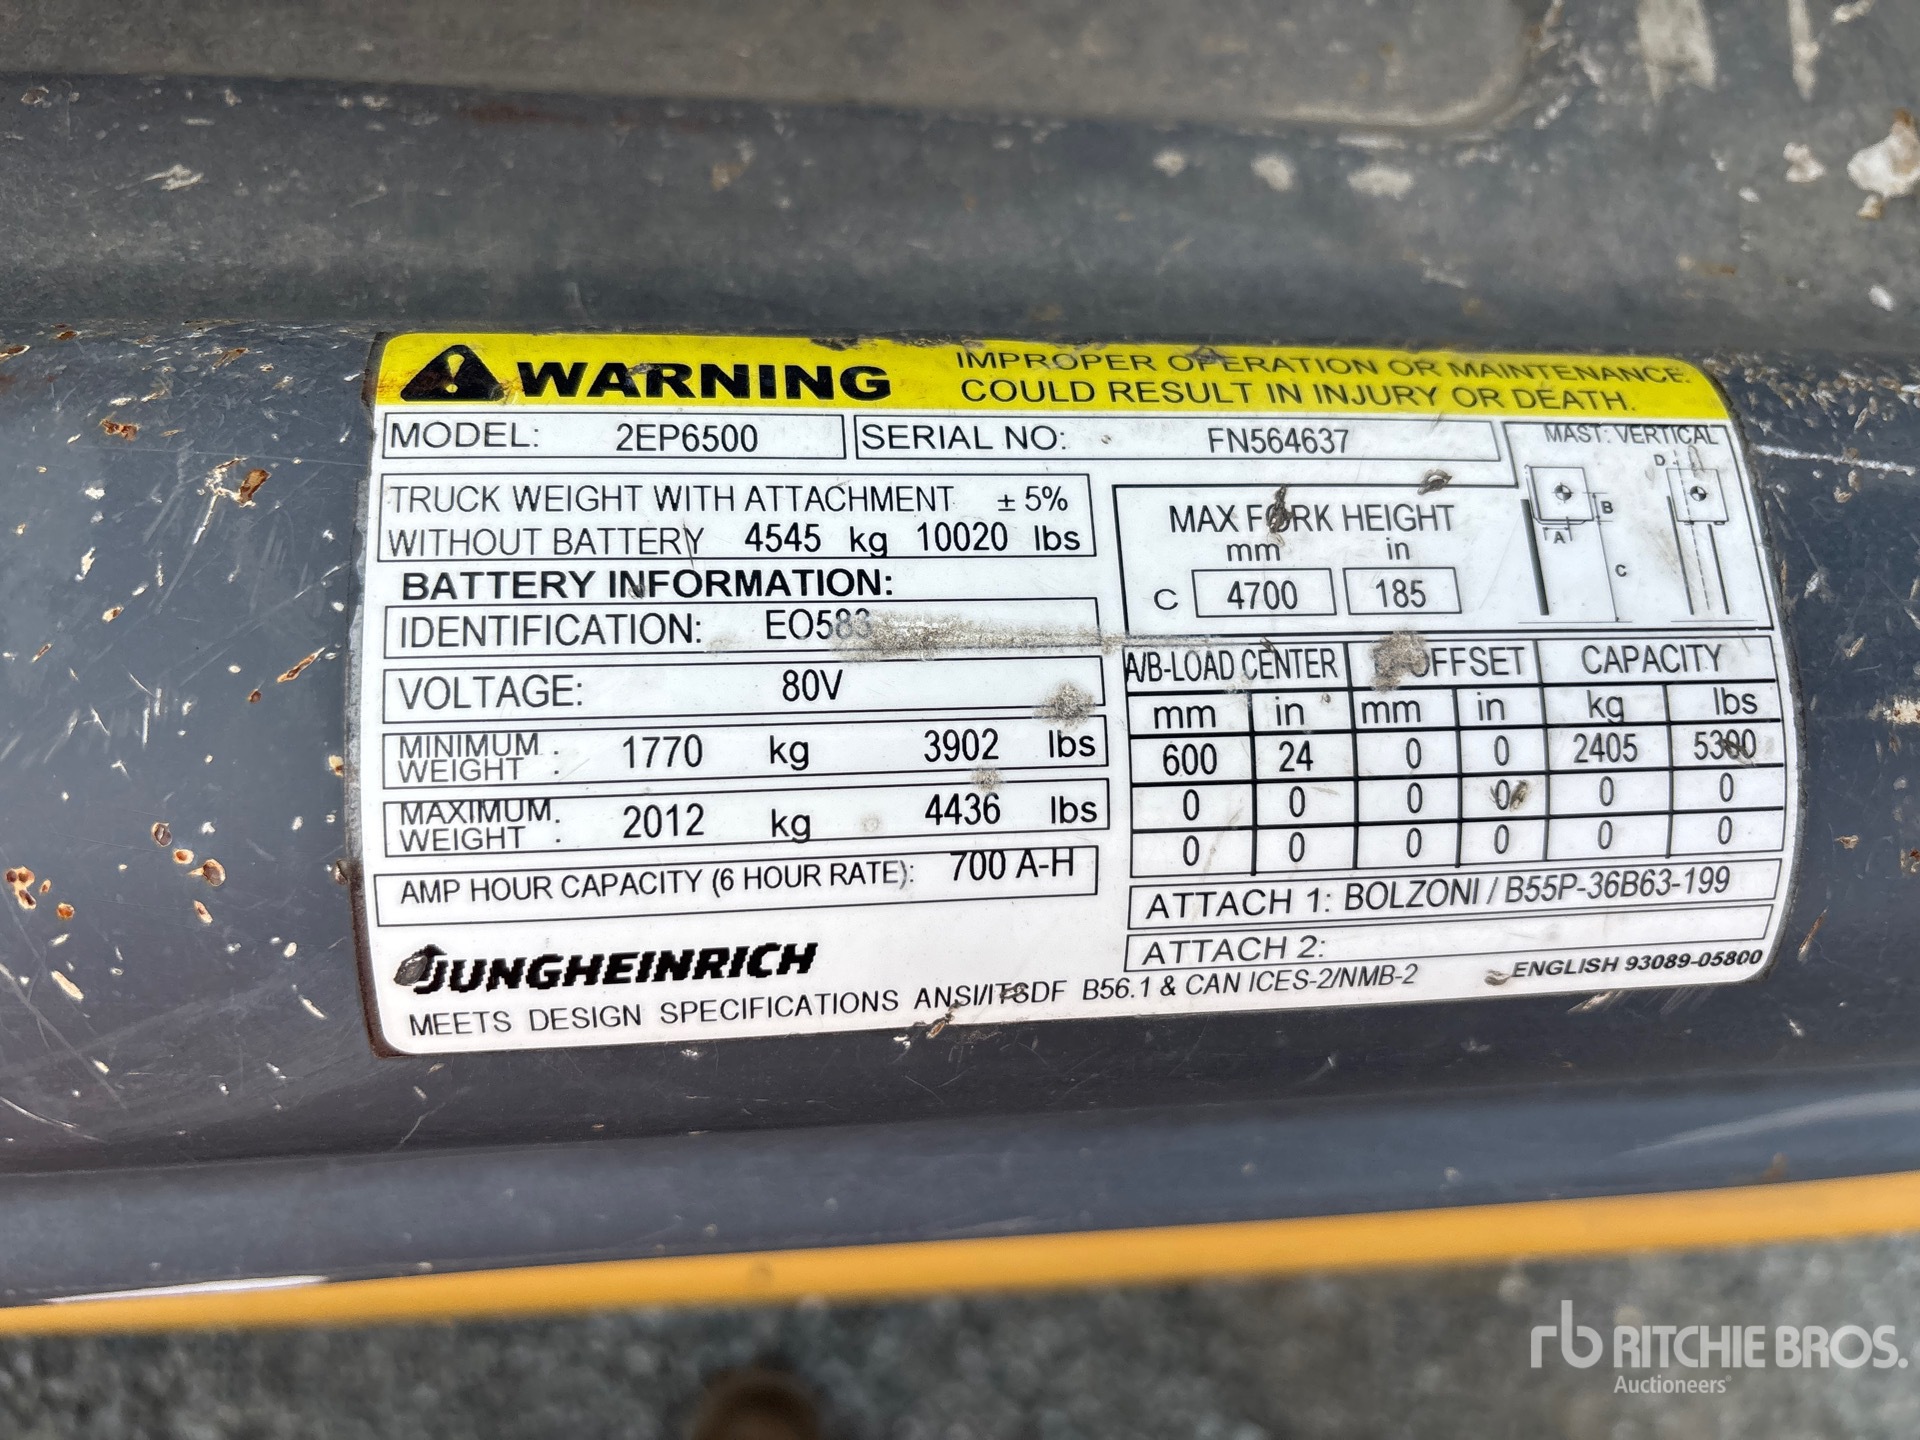 WARNING
IMPROPER OPERATION OR MAINTENANCE
COULD RESULT IN INJURY OR DEATH.
MODEL: 2EP6500
SERIAL NO: FN564637
TRUCK WEIGHT WITH ATTACHMENT ± 5%
WITHOUT BATTERY 4545 kg 10020 lbs
BATTERY INFORMATION:
IDENTIFICATION:
VOLTAGE: 80V
MINIMUM WEIGHT : 1770 kg 3902 lbs
MAXIMUM WEIGHT : 2012 kg 4436 lbs
AMP HOUR CAPACITY (6 HOUR RATE): 700 A-H
JUNGHEINRICH
MEETS DESIGN SPECIFICATIONS ANSI/ITSDF B56.1 & CAN ICES-2/NMB-2
MAX FORK HEIGHT
mm in
C 4700 185
MAST: VERTICAL
D
B
A
C
A/B-LOAD CENTER OFFSET CAPACITY
mm in mm in kg lbs
600 24 0 0 2405 5300
0 0 0 0 0 0
0 0 0 0 0 0
ATTACH 1: BOLZONI / B55P-36B63-199
ATTACH 2:
ENGLISH 93089-05800
rb RITCHIE BROS.
Auctioneers